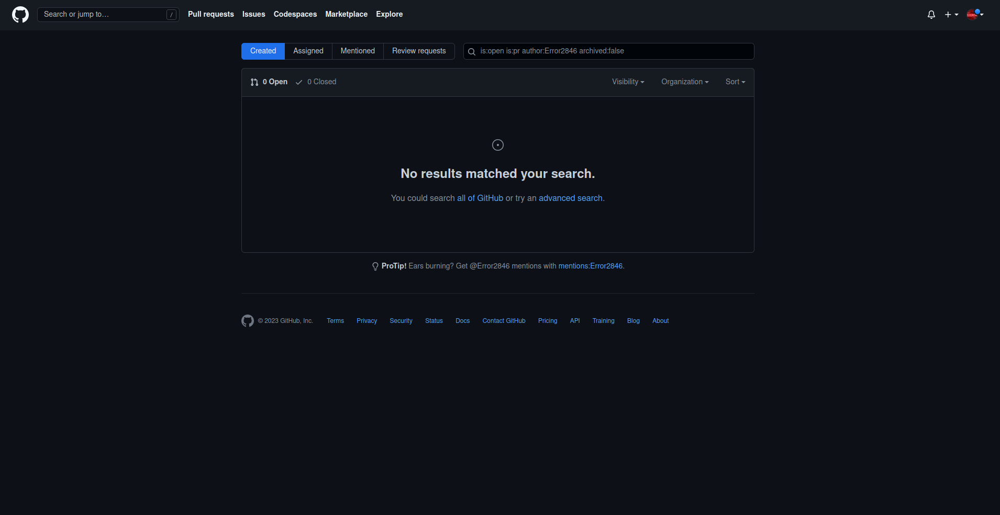 Search or jump to… / Pull requests Issues Codespaces Marketplace Explore
Created Assigned Mentioned Review requests is:open is:pr author:Error2846 archived:false
0 Open 0 Closed Visibility Organization Sort
No results matched your search.
You could search all of GitHub or try an advanced search.
ProTip! Ears burning? Get @Error2846 mentions with mentions:Error2846.
© 2023 GitHub, Inc. Terms Privacy Security Status Docs Contact GitHub Pricing API Training Blog About